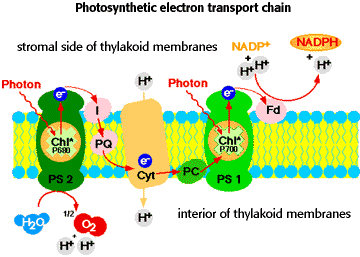 Photosynthetic electron transport chain
stromal side of thylakoid membranes
NADP+
NADPH
+
H+
H+
+
H+
H+
Photon
Photon
e-
e-
I
Fd
Chl*
P680
PQ
e-
Chl*
P700
PS 2
Cyt
PC
PS 1
H2O
1/2
O2
+
H+
H+
H+
interior of thylakoid membranes